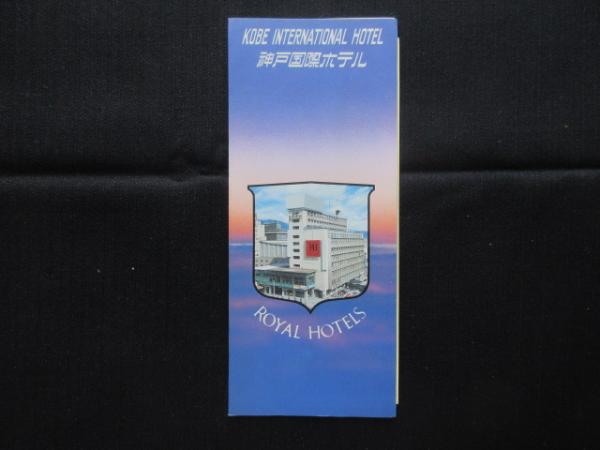 KOBE INTERNATIONAL HOTEL
神戸国際ホテル
ROYAL HOTELS